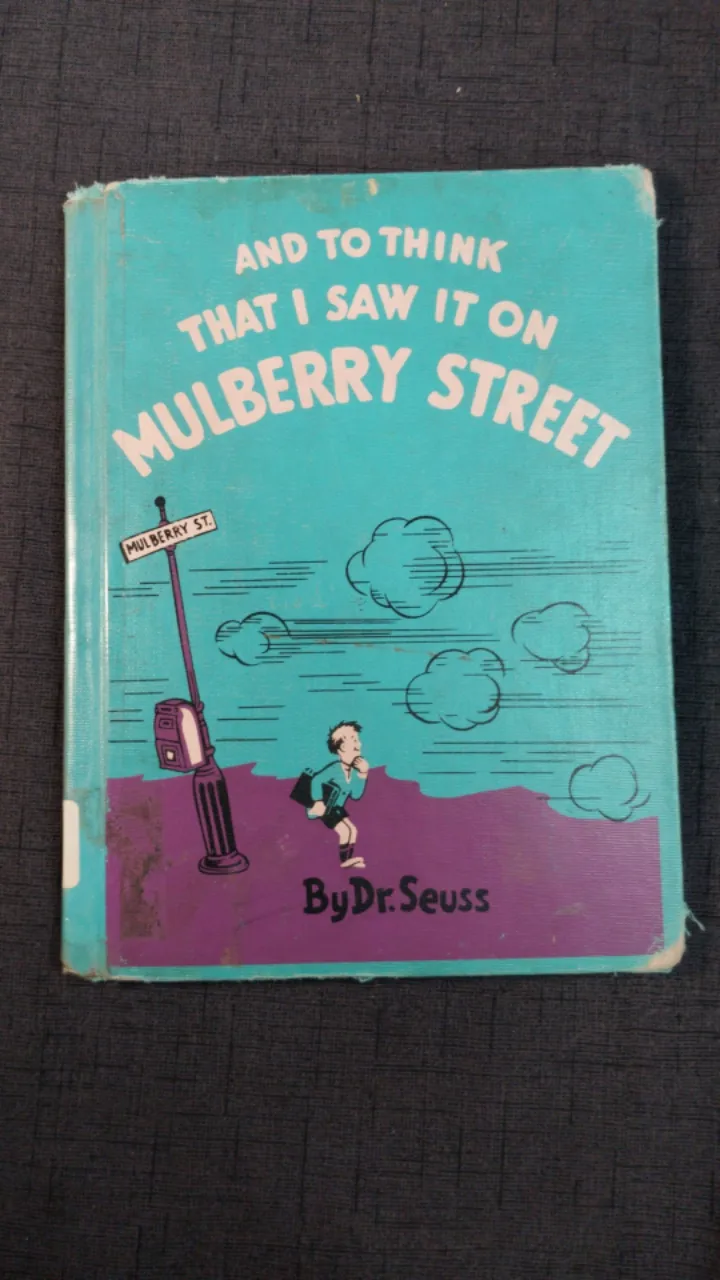 AND TO THINK
THAT I SAW IT ON
MULBERRY STREET
MULBERRY ST.
By Dr. Seuss